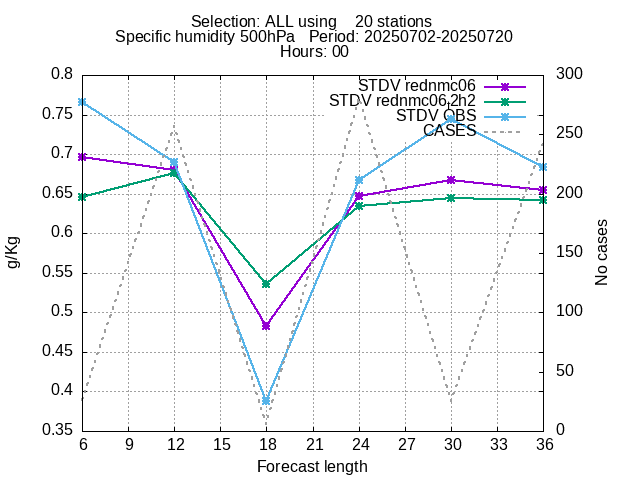 Selection: ALL using    20 stations
Specific humidity 500hPa   Period: 20250702-20250720
Hours: 00
STDV rednmc06
STDV rednmc06_2h2
STDV OBS
CASES
0.8
0.75
0.7
0.65
0.6
0.55
0.5
0.45
0.4
0.35
g/Kg
300
250
200
150
100
50
0
No cases
6 9 12 15 18 21 24 27 30 33 36
Forecast length